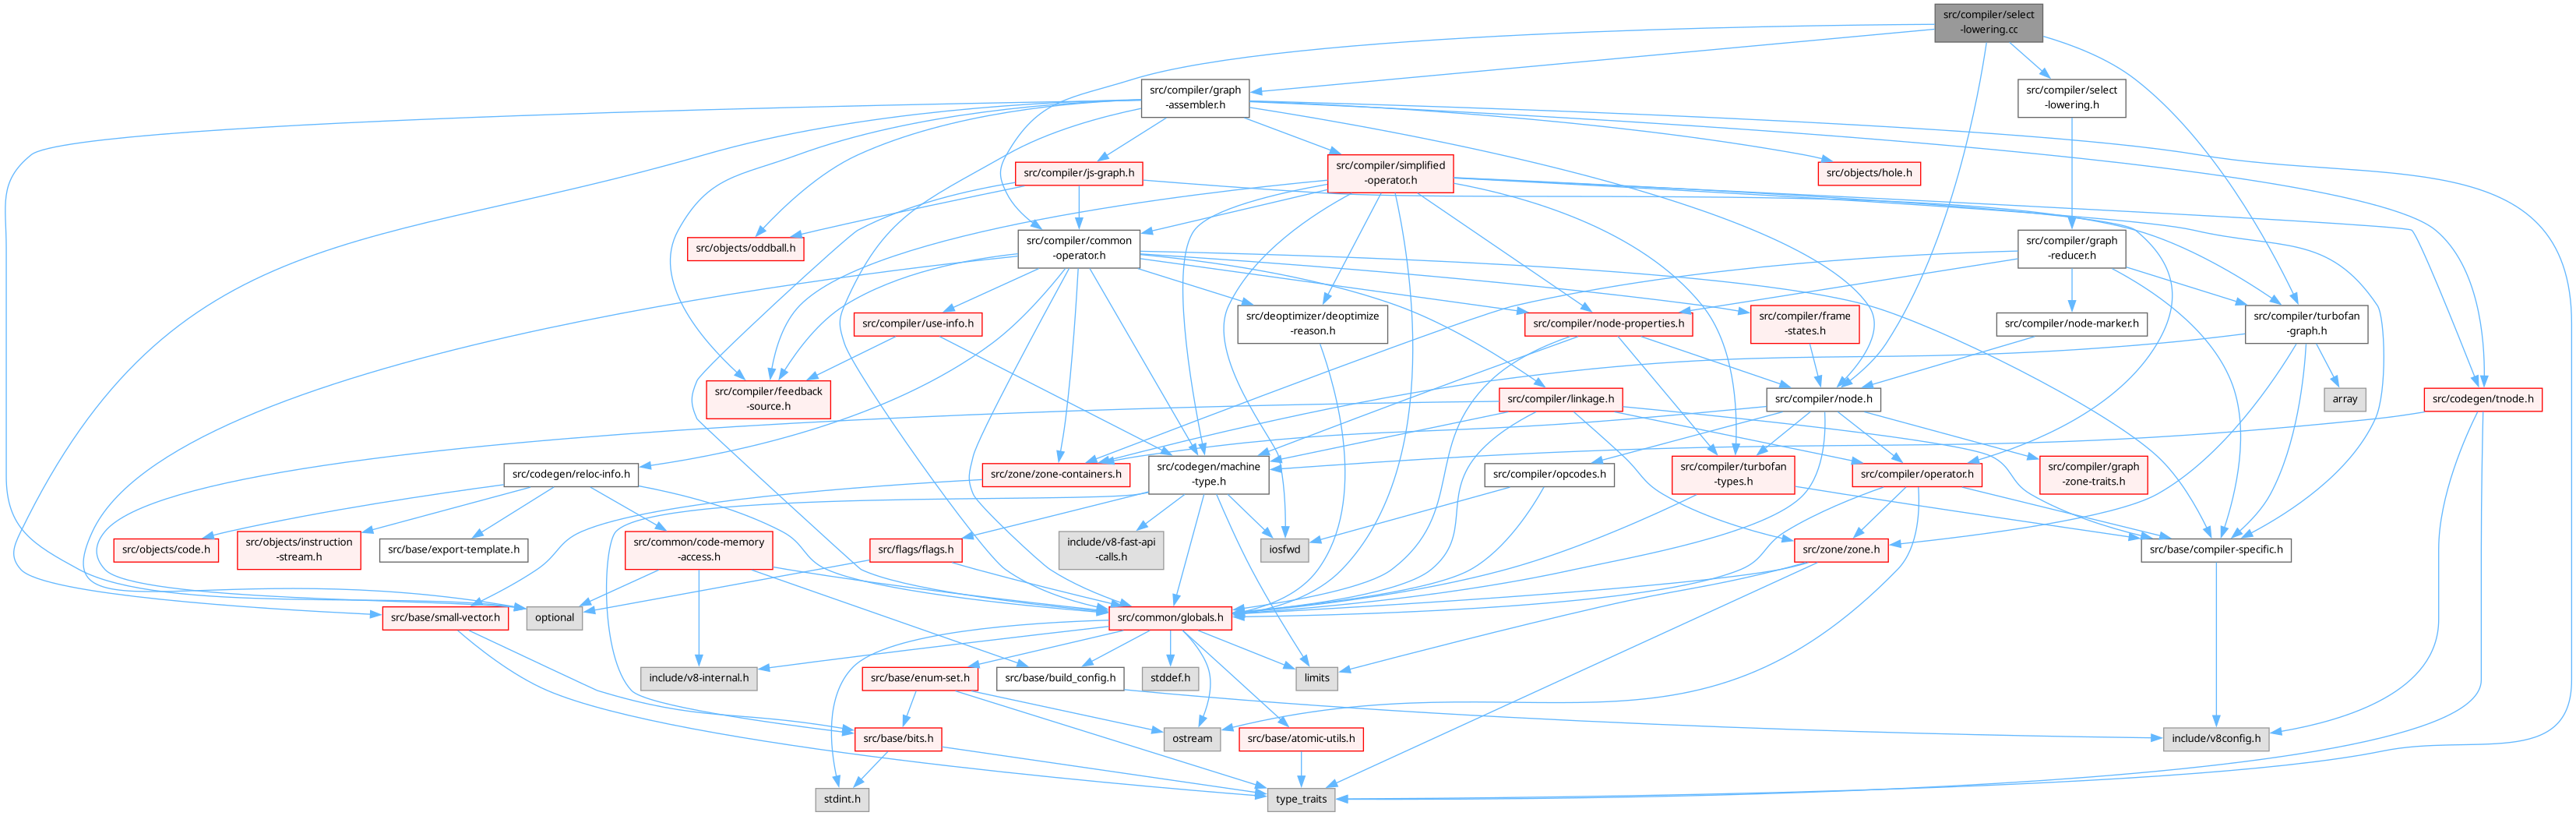 src/compiler/select
-lowering.cc
src/compiler/graph
-assembler.h
src/compiler/select
-lowering.h
src/compiler/js-graph.h
src/compiler/simplified
-operator.h
src/objects/hole.h
src/objects/oddball.h
src/compiler/common
-operator.h
src/compiler/graph
-reducer.h
src/compiler/use-info.h
src/deoptimizer/deoptimize
-reason.h
src/compiler/node-properties.h
src/compiler/frame
-states.h
src/compiler/node-marker.h
src/compiler/turbofan
-graph.h
src/compiler/feedback
-source.h
src/compiler/linkage.h
src/compiler/node.h
array
src/codegen/tnode.h
src/codegen/reloc-info.h
src/zone/zone-containers.h
src/codegen/machine
-type.h
src/compiler/opcodes.h
src/compiler/turbofan
-types.h
src/compiler/operator.h
src/compiler/graph
-zone-traits.h
src/objects/code.h
src/objects/instruction
-stream.h
src/base/export-template.h
src/common/code-memory
-access.h
src/flags/flags.h
include/v8-fast-api
-calls.h
iosfwd
src/zone/zone.h
src/base/compiler-specific.h
src/base/small-vector.h
optional
src/common/globals.h
include/v8-internal.h
src/base/enum-set.h
src/base/build_config.h
stddef.h
limits
src/base/bits.h
ostream
src/base/atomic-utils.h
include/v8config.h
stdint.h
type_traits